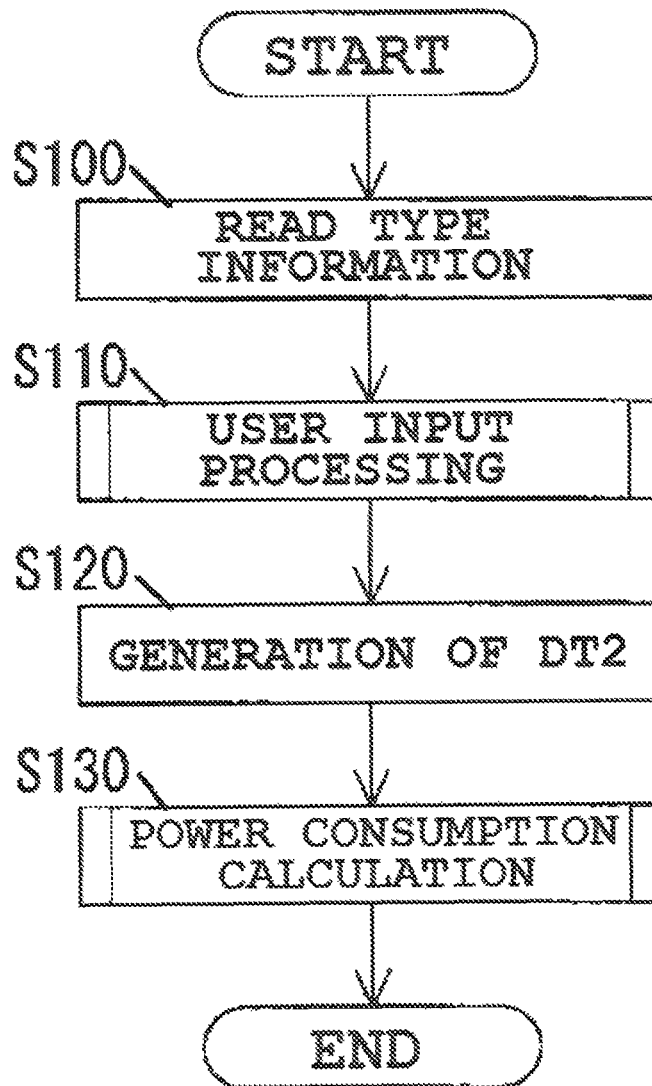 START
S100
READ TYPE
INFORMATION
S110
USER INPUT
PROCESSING
S120
GENERATION OF DT2
S130
POWER CONSUMPTION
CALCULATION
END